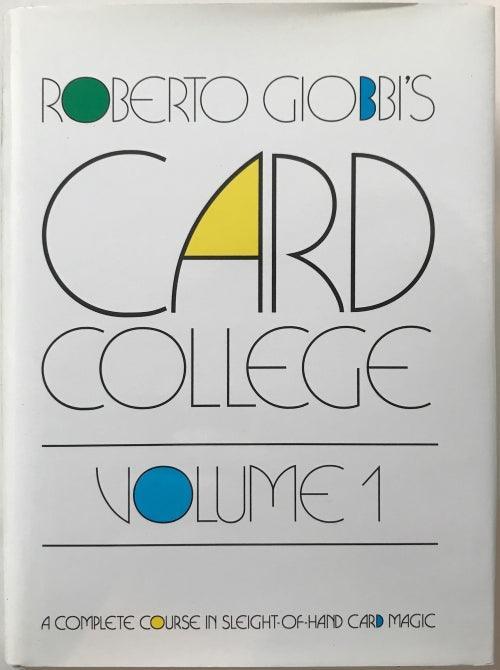 ROBERTO GIOBBI'S
CARD
COLLEGE
VOLUME 1
A COMPLETE COURSE IN SLEIGHT-OF-HAND CARD MAGIC